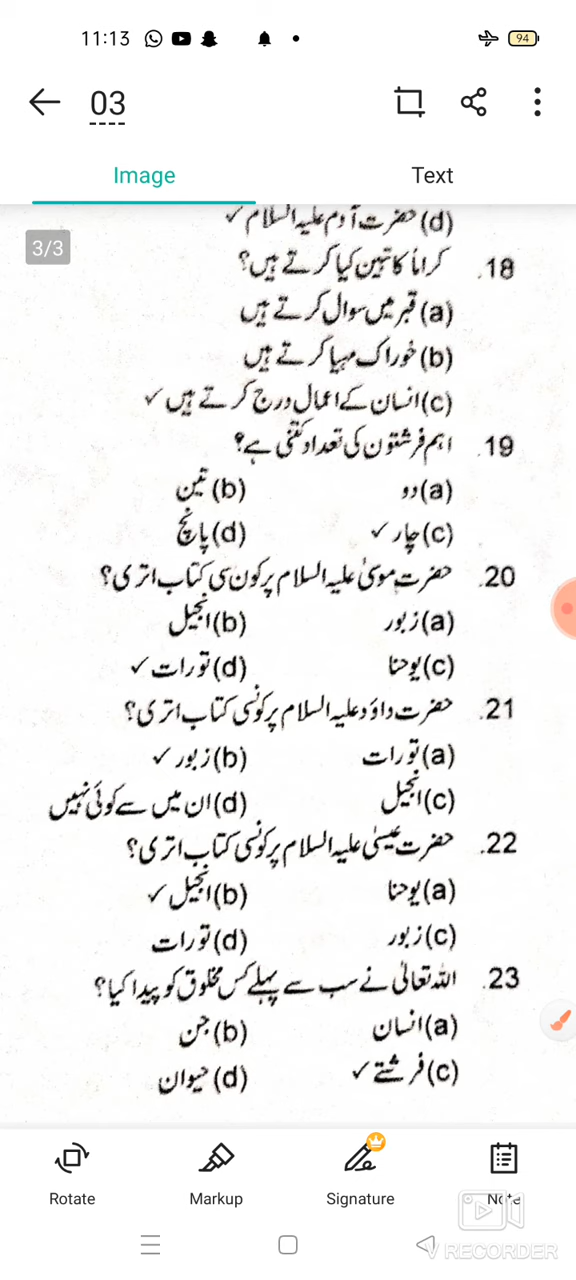 11:13 94
03
Image Text
3/3
(d) حضرت آدم علیہ السلام ✓
18. کراماً کاتبین کیا کرتے ہیں؟
(a) قبر میں سوال کرتے ہیں
(b) خوراک مہیا کرتے ہیں
(c) انسان کے اعمال درج کرتے ہیں ✓
19. اہم فرشتون کی تعداد کتنی ہے؟
(a) دو (b) تین
(c) چار ✓ (d) پانچ
20. حضرت موسیٰ علیہ السلام پر کون سی کتاب اتری؟
(a) زبور (b) انجیل
(c) یوحنا (d) تورات ✓
21. حضرت داؤد علیہ السلام پر کونسی کتاب اتری؟
(a) تورات (b) زبور ✓
(c) انجیل (d) ان میں سے کوئی نہیں
22. حضرت عیسیٰ علیہ السلام پر کونسی کتاب اتری؟
(a) یوحنا (b) انجیل ✓
(c) زبور (d) تورات
23. اللہ تعالیٰ نے سب سے پہلے کس مخلوق کو پیدا کیا؟
(a) انسان (b) جن
(c) فرشتے ✓ (d) حیوان
Rotate Markup Signature Note
V RECORDER